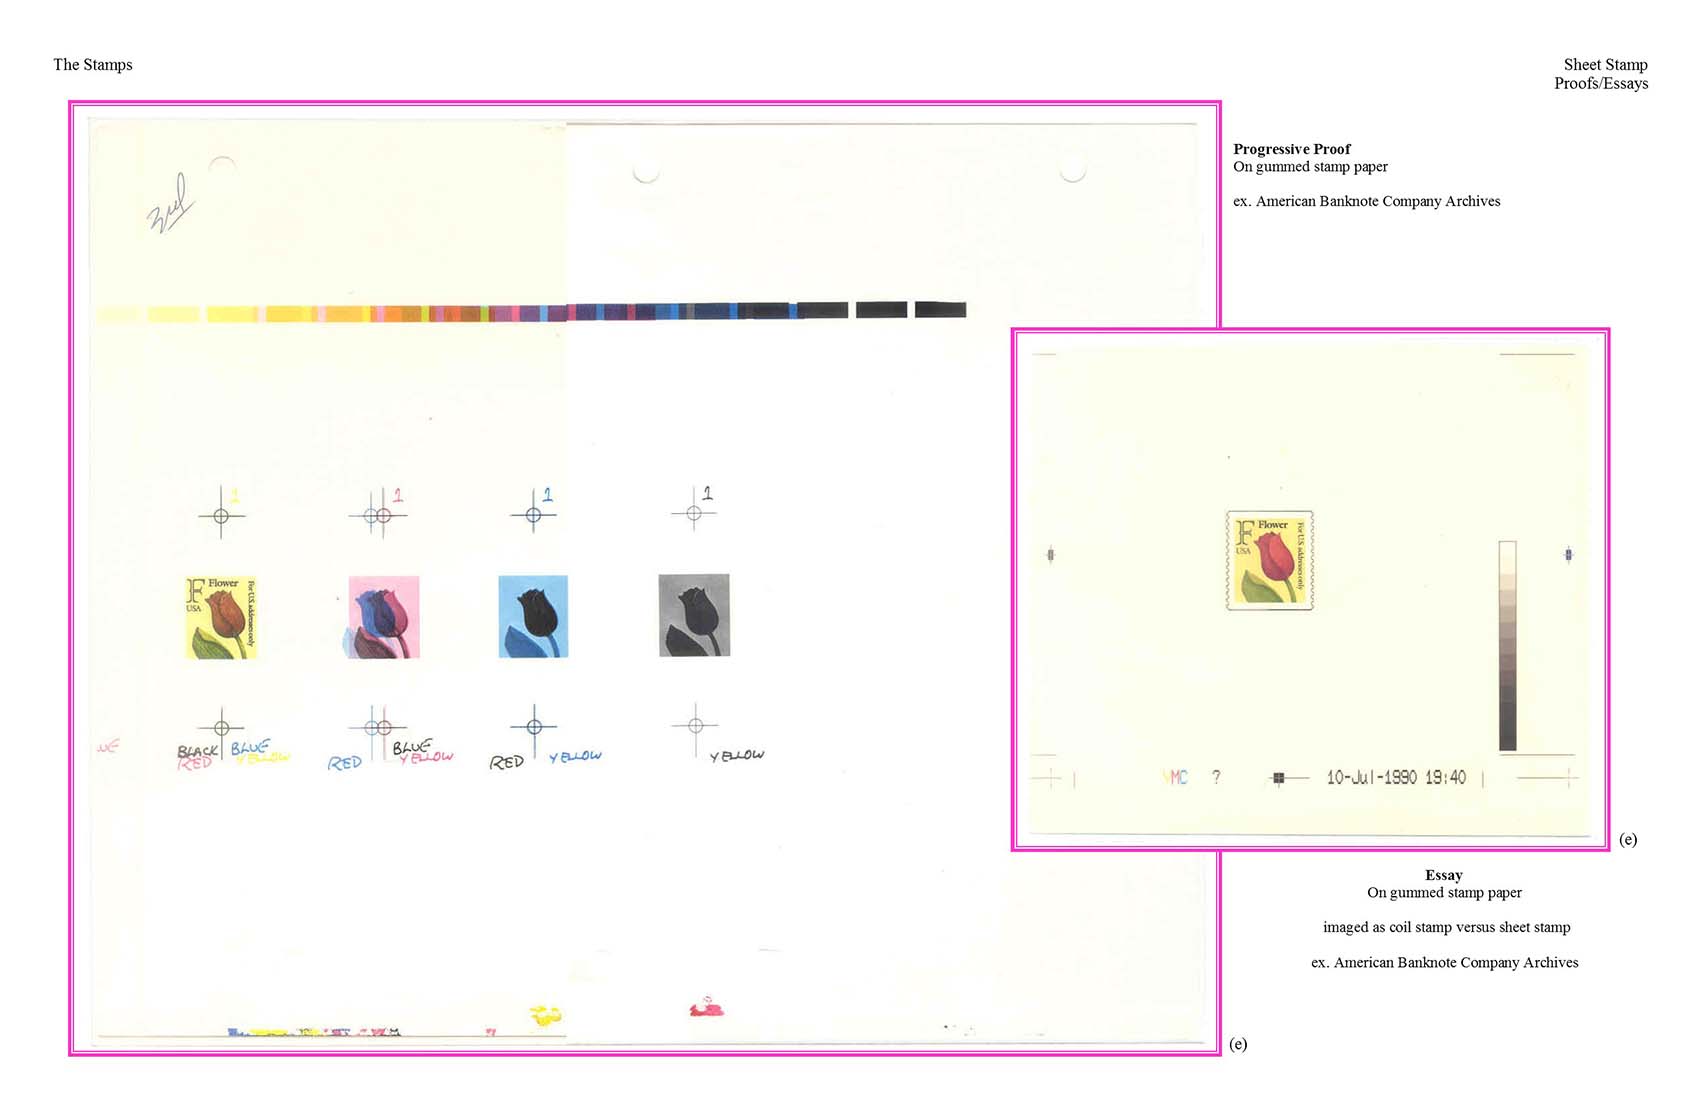 The Stamps
Sheet Stamp
Proofs/Essays
Progressive Proof
On gummed stamp paper
ex. American Banknote Company Archives
1
1
1
1
F Flower
USA
For U.S. addresses only
UE
BLACK BLUE
RED YELLOW
BLUE
RED YELLOW
RED YELLOW
YELLOW
F Flower
USA
For U.S. addresses only
YMC ? 10-Jul-1990 19:40
(e)
Essay
On gummed stamp paper
imaged as coil stamp versus sheet stamp
ex. American Banknote Company Archives
(e)